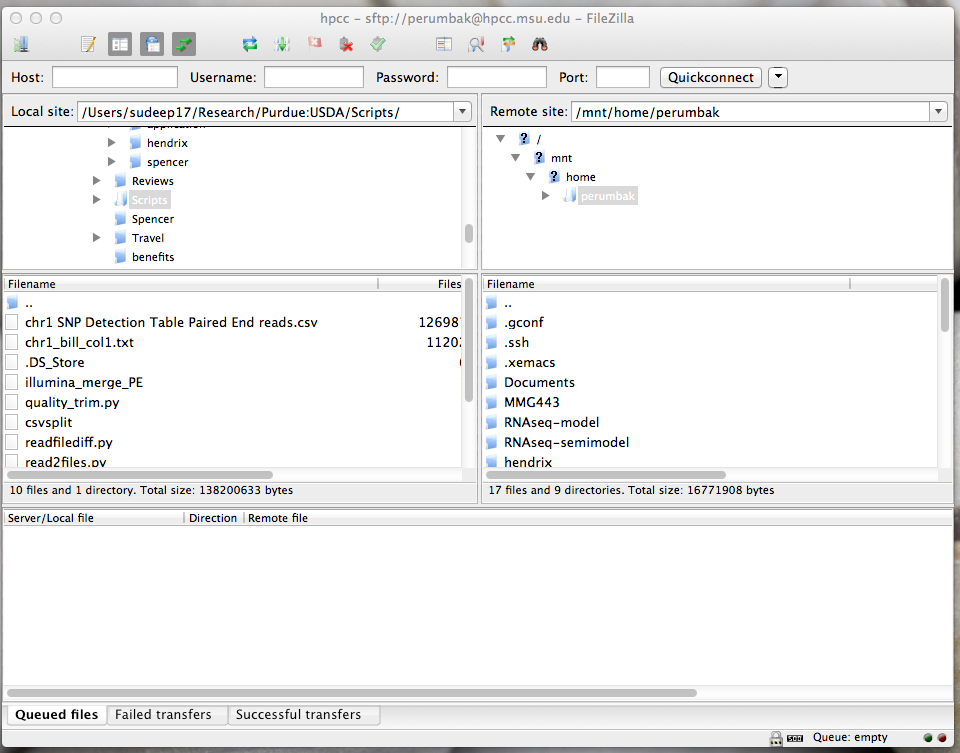 hpcc - sftp://perumbak@hpcc.msu.edu - FileZilla
Host: Username: Password: Port: Quickconnect
Local site: /Users/sudeep17/Research/Purdue:USDA/Scripts/
application
hendrix
spencer
Reviews
Scripts
Spencer
Travel
benefits
Remote site: /mnt/home/perumbak
/
mnt
home
perumbak
Filename Files
..
chr1 SNP Detection Table Paired End reads.csv 12698
chr1_bill_col1.txt 1120
.DS_Store
illumina_merge_PE
quality_trim.py
csvsplit
readfilediff.py
read2files.py
10 files and 1 directory. Total size: 138200633 bytes
Filename
..
.gconf
.ssh
.xemacs
Documents
MMG443
RNAseq-model
RNAseq-semimodel
hendrix
17 files and 9 directories. Total size: 16771908 bytes
Server/Local file Direction Remote file
Queued files Failed transfers Successful transfers
Queue: empty